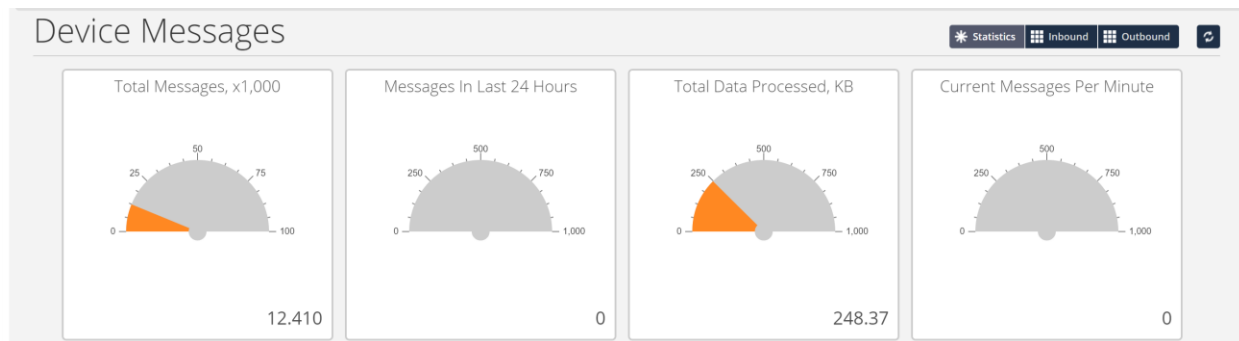 Device Messages
Statistics Inbound Outbound
Total Messages, x1,000
50
25 75
0 100
12.410
Messages In Last 24 Hours
500
250 750
0 1,000
0
Total Data Processed, KB
500
250 750
0 1,000
248.37
Current Messages Per Minute
500
250 750
0 1,000
0